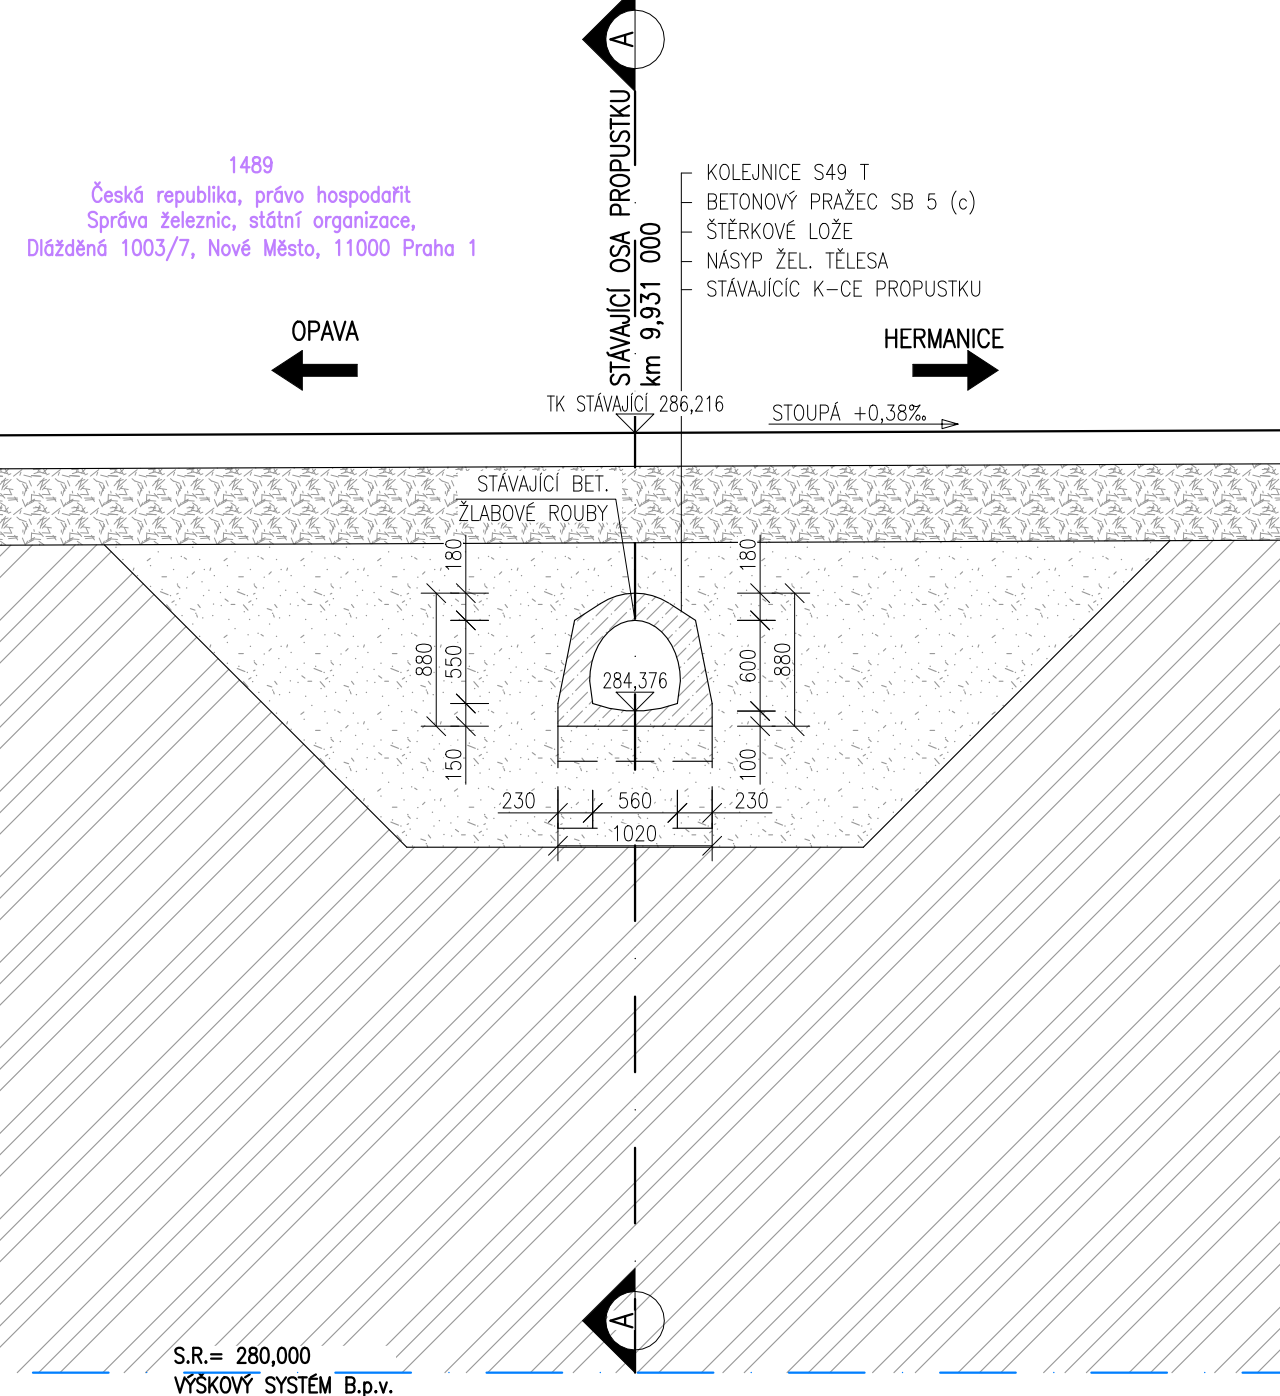 A
STÁVAJÍCÍ OSA PROPUSTKU
km 9,931 000
1489
Česká republika, právo hospodařit
Správa železnic, státní organizace,
Dlážděná 1003/7, Nové Město, 11000 Praha 1
KOLEJNICE S49 T
BETONOVÝ PRAŽEC SB 5 (c)
ŠTĚRKOVÉ LOŽE
NÁSYP ŽEL. TĚLESA
STÁVAJÍCÍC K-CE PROPUSTKU
OPAVA
HERMANICE
TK STÁVAJÍCÍ 286,216
STOUPÁ +0,38‰
STÁVAJÍCÍ BET.
ŽLABOVÉ ROUBY
180
880
550
150
284,376
180
600
880
100
230
560
230
1020
A
S.R.= 280,000
VÝŠKOVÝ SYSTÉM B.p.v.